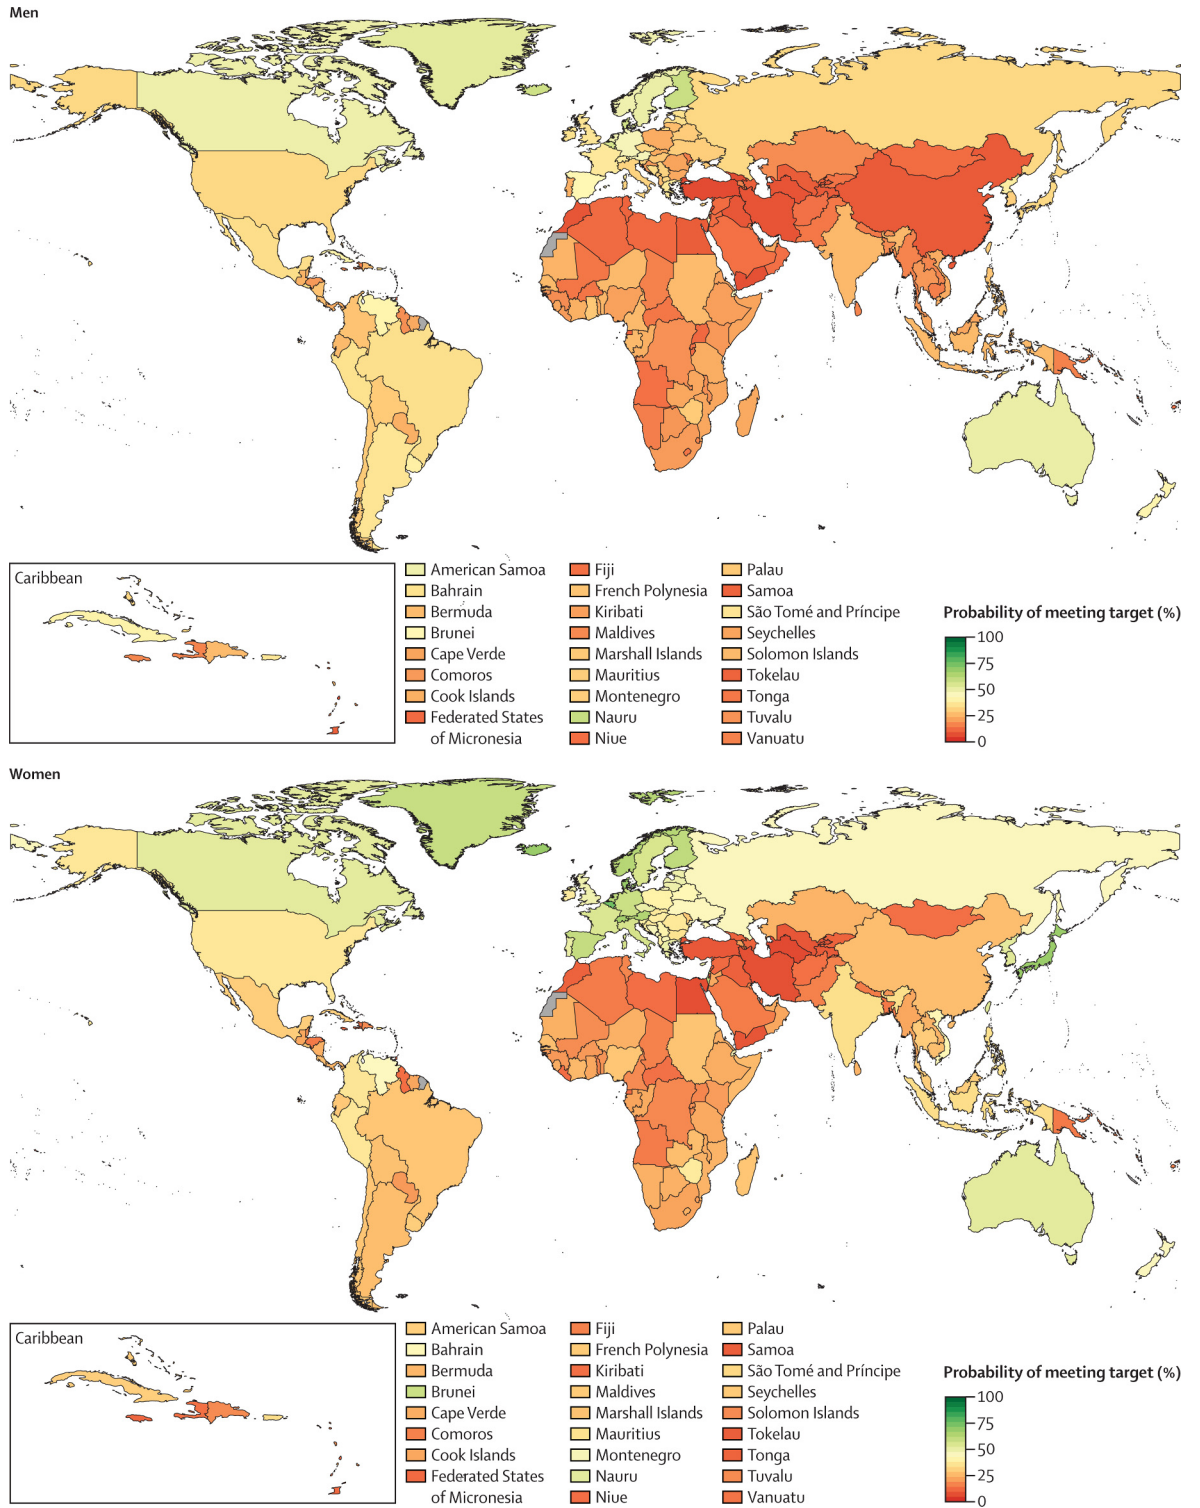 Men
Caribbean
American Samoa
Bahrain
Bermuda
Brunei
Cape Verde
Comoros
Cook Islands
Federated States
of Micronesia
Fiji
French Polynesia
Kiribati
Maldives
Marshall Islands
Mauritius
Montenegro
Nauru
Niue
Palau
Samoa
São Tomé and Príncipe
Seychelles
Solomon Islands
Tokelau
Tonga
Tuvalu
Vanuatu
Probability of meeting target (%)
100
75
50
25
0
Women
Caribbean
American Samoa
Bahrain
Bermuda
Brunei
Cape Verde
Comoros
Cook Islands
Federated States
of Micronesia
Fiji
French Polynesia
Kiribati
Maldives
Marshall Islands
Mauritius
Montenegro
Nauru
Niue
Palau
Samoa
São Tomé and Príncipe
Seychelles
Solomon Islands
Tokelau
Tonga
Tuvalu
Vanuatu
Probability of meeting target (%)
100
75
50
25
0